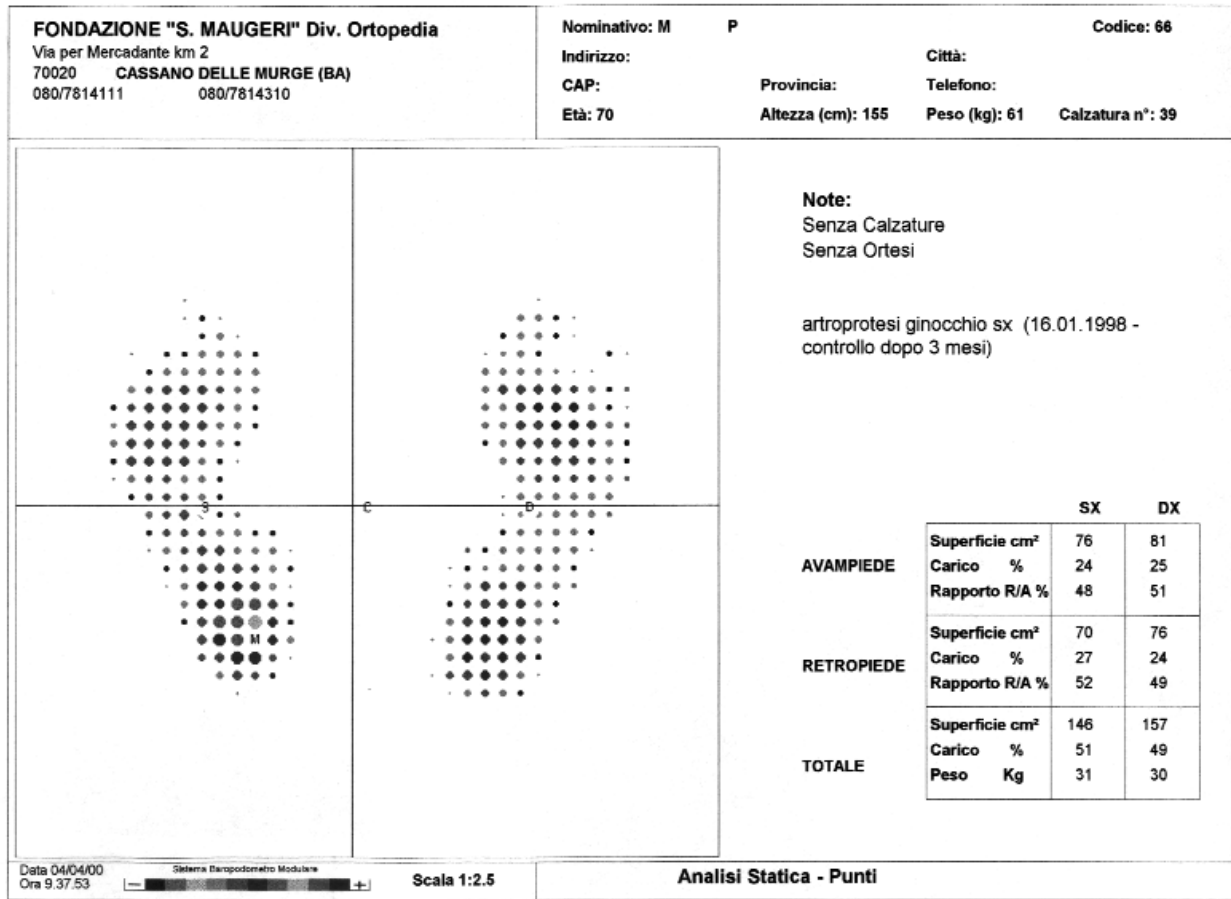 FONDAZIONE "S. MAUGERI" Div. Ortopedia
Via per Mercadante km 2
70020 CASSANO DELLE MURGE (BA)
080/7814111 080/7814310
Nominativo: M P Codice: 66
Indirizzo: Città:
CAP: Provincia: Telefono:
Età: 70 Altezza (cm): 155 Peso (kg): 61 Calzatura n°: 39
Note:
Senza Calzature
Senza Ortesi
artroprotesi ginocchio sx (16.01.1998 -
controllo dopo 3 mesi)
S C D
M
SX DX
AVAMPIEDE
Superficie cm² 76 81
Carico % 24 25
Rapporto R/A % 48 51
RETROPIEDE
Superficie cm² 70 76
Carico % 27 24
Rapporto R/A % 52 49
TOTALE
Superficie cm² 146 157
Carico % 51 49
Peso Kg 31 30
Data 04/04/00
Ora 9.37.53
Sistema Baropodometro Modulare
− +
Scala 1:2.5
Analisi Statica - Punti